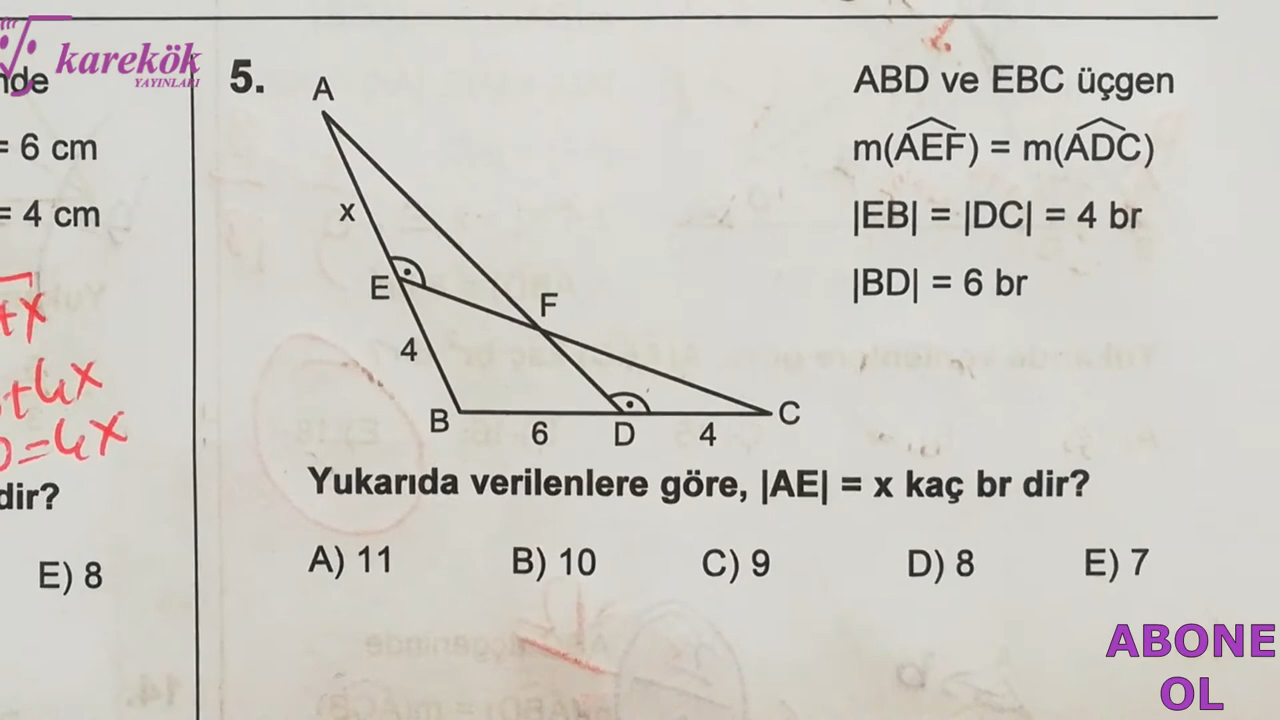 karekök
YAYINLARI
nde
= 6 cm
= 4 cm
+x
+4x
=4x
dir?
E) 8
5.
A
x
E
F
4
B
6
D
4
C
ABD ve EBC üçgen
m(AEF) = m(ADC)
|EB| = |DC| = 4 br
|BD| = 6 br
Yukarıda verilenlere göre, |AE| = x kaç br dir?
A) 11 B) 10 C) 9 D) 8 E) 7
ABONE
OL